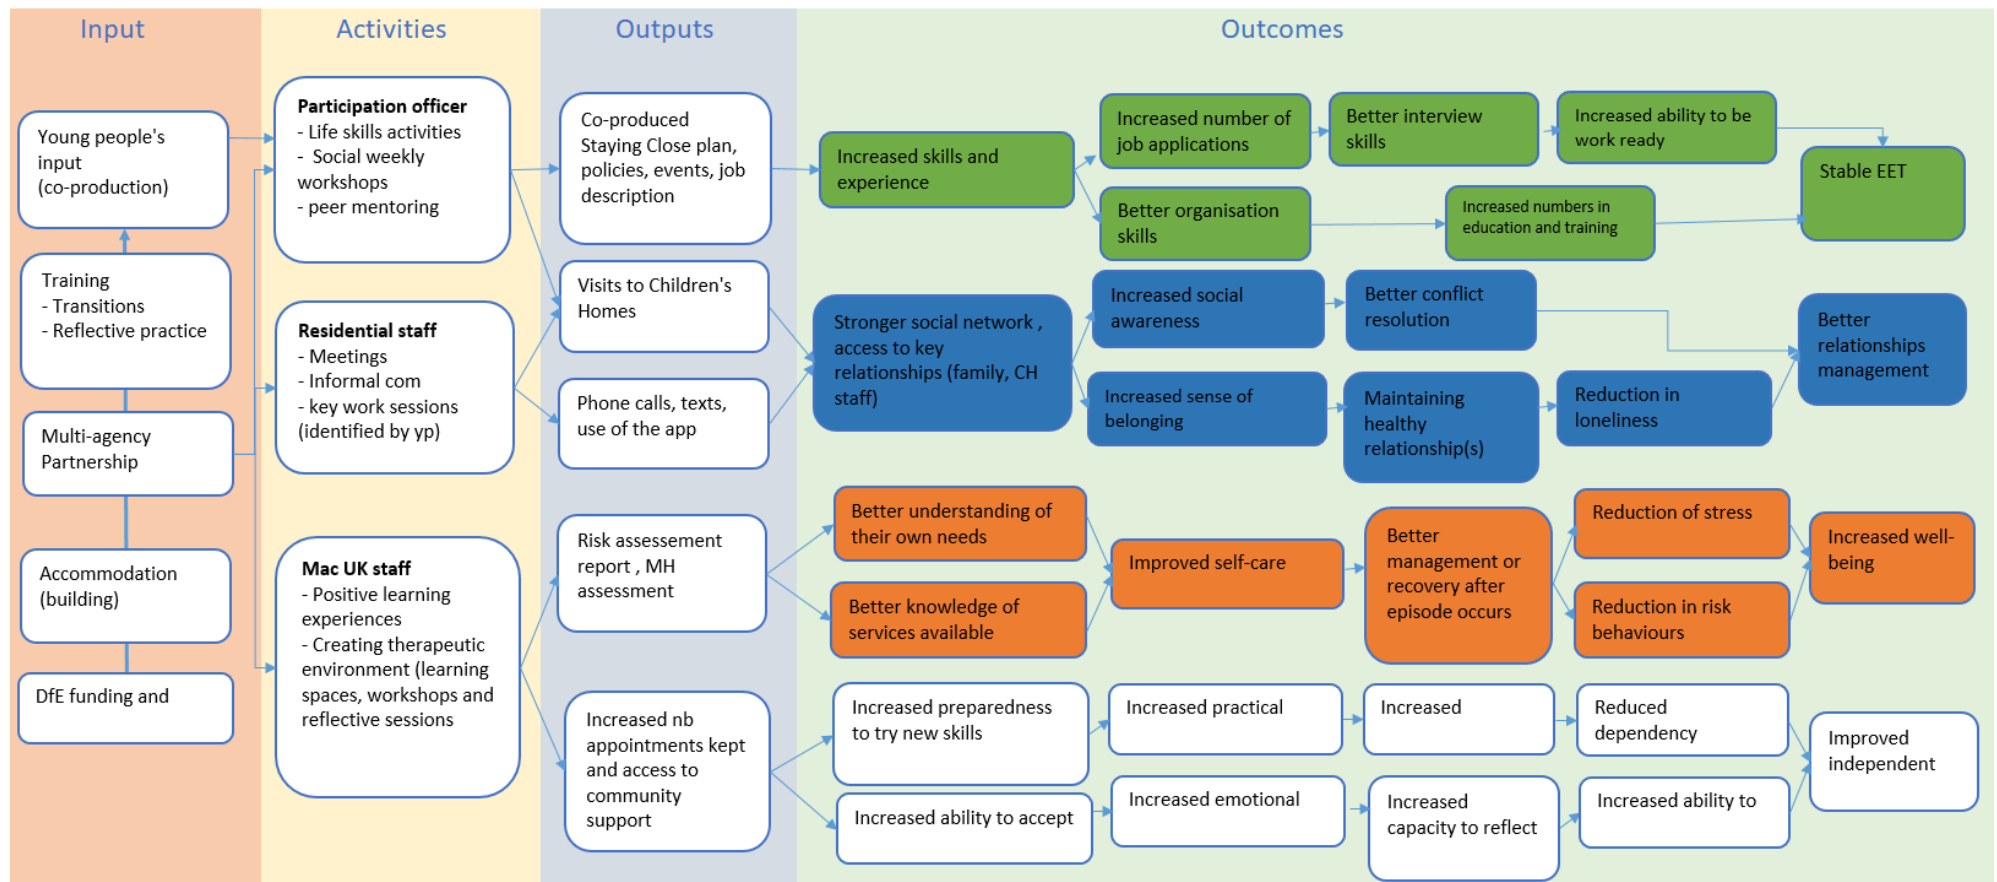 Input
Activities
Outputs
Outcomes
Young people's
input
(co-production)
Training
- Transitions
- Reflective practice
Multi-agency
Partnership
Accommodation
(building)
DfE funding and
Participation officer
- Life skills activities
- Social weekly
workshops
- peer mentoring
Residential staff
- Meetings
- Informal com
- key work sessions
(identified by yp)
Mac UK staff
- Positive learning
experiences
- Creating therapeutic
environment (learning
spaces, workshops and
reflective sessions
Co-produced
Staying Close plan,
policies, events, job
description
Visits to Children's
Homes
Phone calls, texts,
use of the app
Risk assessement
report , MH
assessment
Increased nb
appointments kept
and access to
community
support
Increased skills and
experience
Increased number of
job applications
Better interview
skills
Increased ability to be
work ready
Better organisation
skills
Increased numbers in
education and training
Stable EET
Stronger social network ,
access to key
relationships (family, CH
staff)
Increased social
awareness
Better conflict
resolution
Increased sense of
belonging
Maintaining
healthy
relationship(s)
Reduction in
loneliness
Better
relationships
management
Better understanding of
their own needs
Better knowledge of
services available
Improved self-care
Better
management or
recovery after
episode occurs
Reduction of stress
Reduction in risk
behaviours
Increased well-
being
Increased preparedness
to try new skills
Increased practical
Increased
Reduced
dependency
Increased ability to accept
Increased emotional
Increased
capacity to reflect
Increased ability to
Improved
independent